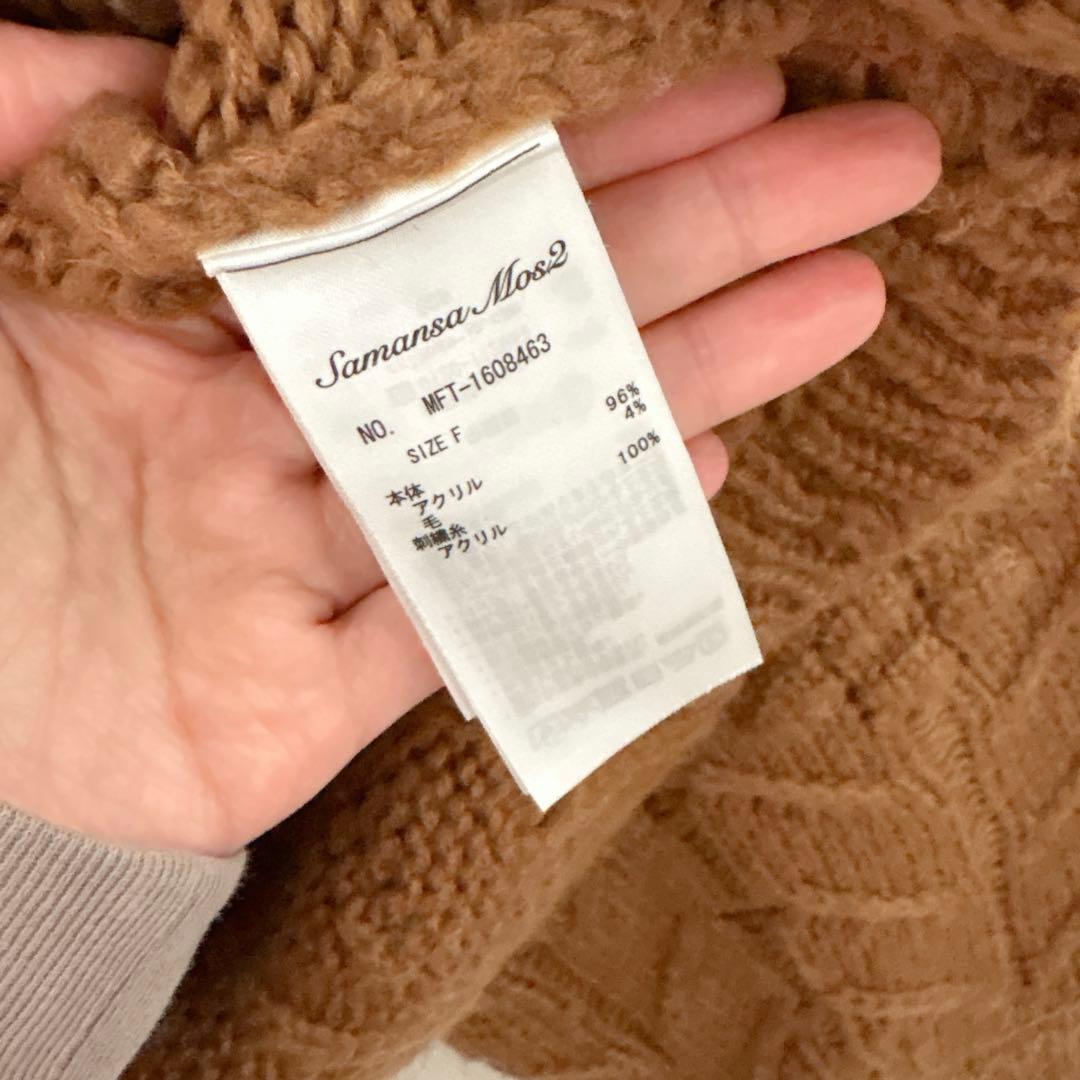 Samansa Mos2
NO. MFT-1608463
SIZE F
本体
アクリル 96%
毛 4%
刺繍糸
アクリル 100%